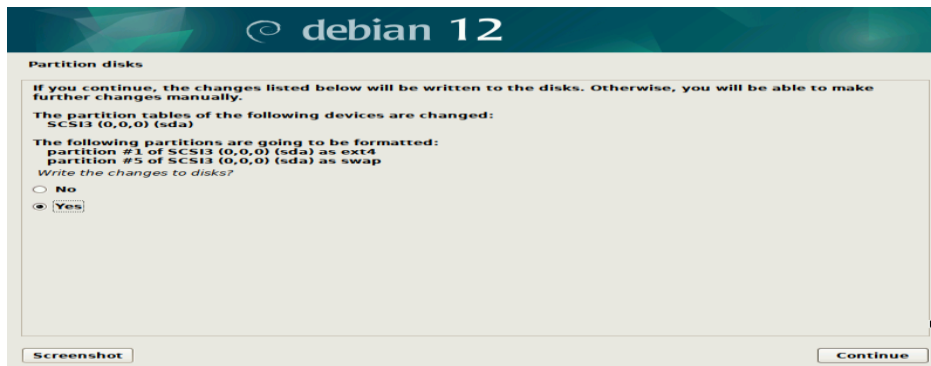 debian 12
Partition disks
If you continue, the changes listed below will be written to the disks. Otherwise, you will be able to make
further changes manually.
The partition tables of the following devices are changed:
SCSI3 (0,0,0) (sda)
The following partitions are going to be formatted:
partition #1 of SCSI3 (0,0,0) (sda) as ext4
partition #5 of SCSI3 (0,0,0) (sda) as swap
Write the changes to disks?
No
Yes
Screenshot
Continue